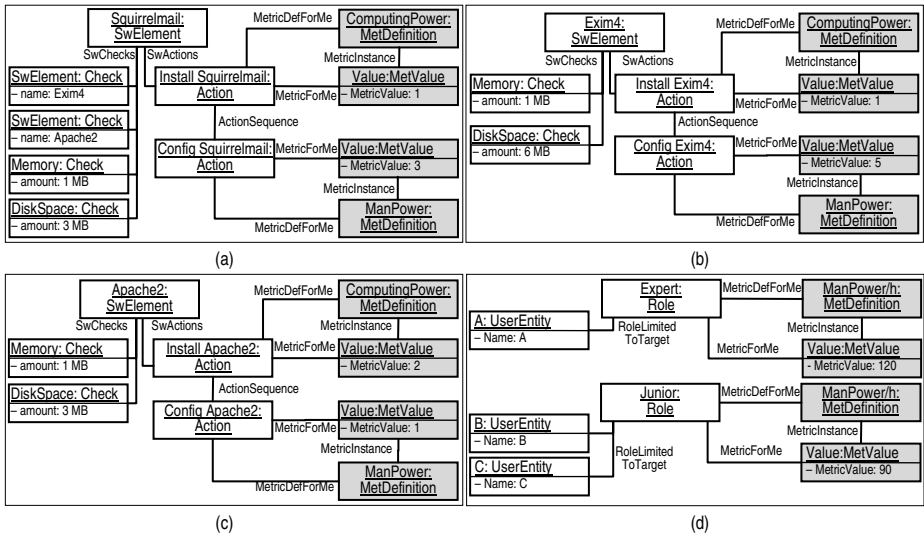 Squirrelmail:
SwElement
SwChecks
SwActions
MetricDefForMe
ComputingPower:
MetDefinition
MetricInstance
SwElement: Check
– name: Exim4
Install Squirrelmail:
Action
MetricForMe
Value:MetValue
– MetricValue: 1
SwElement: Check
– name: Apache2
ActionSequence
Memory: Check
– amount: 1 MB
Config Squirrelmail:
Action
MetricForMe
Value:MetValue
– MetricValue: 3
MetricInstance
DiskSpace: Check
– amount: 3 MB
MetricDefForMe
ManPower:
MetDefinition
(a)
Exim4:
SwElement
SwChecks
SwActions
MetricDefForMe
ComputingPower:
MetDefinition
MetricInstance
Memory: Check
– amount: 1 MB
Install Exim4:
Action
MetricForMe
Value:MetValue
– MetricValue: 1
ActionSequence
DiskSpace: Check
– amount: 6 MB
Config Exim4:
Action
MetricForMe
Value:MetValue
– MetricValue: 5
MetricInstance
MetricDefForMe
ManPower:
MetDefinition
(b)
Apache2:
SwElement
SwChecks
SwActions
MetricDefForMe
ComputingPower:
MetDefinition
MetricInstance
Memory: Check
– amount: 1 MB
Install Apache2:
Action
MetricForMe
Value:MetValue
– MetricValue: 2
DiskSpace: Check
– amount: 3 MB
ActionSequence
Config Apache2:
Action
MetricForMe
Value:MetValue
– MetricValue: 1
MetricInstance
MetricDefForMe
ManPower:
MetDefinition
(c)
Expert:
Role
MetricDefForMe
ManPower/h:
MetDefinition
A: UserEntity
– Name: A
RoleLimited
ToTarget
MetricInstance
MetricForMe
Value:MetValue
- MetricValue: 120
Junior:
Role
MetricDefForMe
ManPower/h:
MetDefinition
B: UserEntity
– Name: B
RoleLimited
ToTarget
MetricInstance
MetricForMe
Value:MetValue
– MetricValue: 90
C: UserEntity
– Name: C
(d)